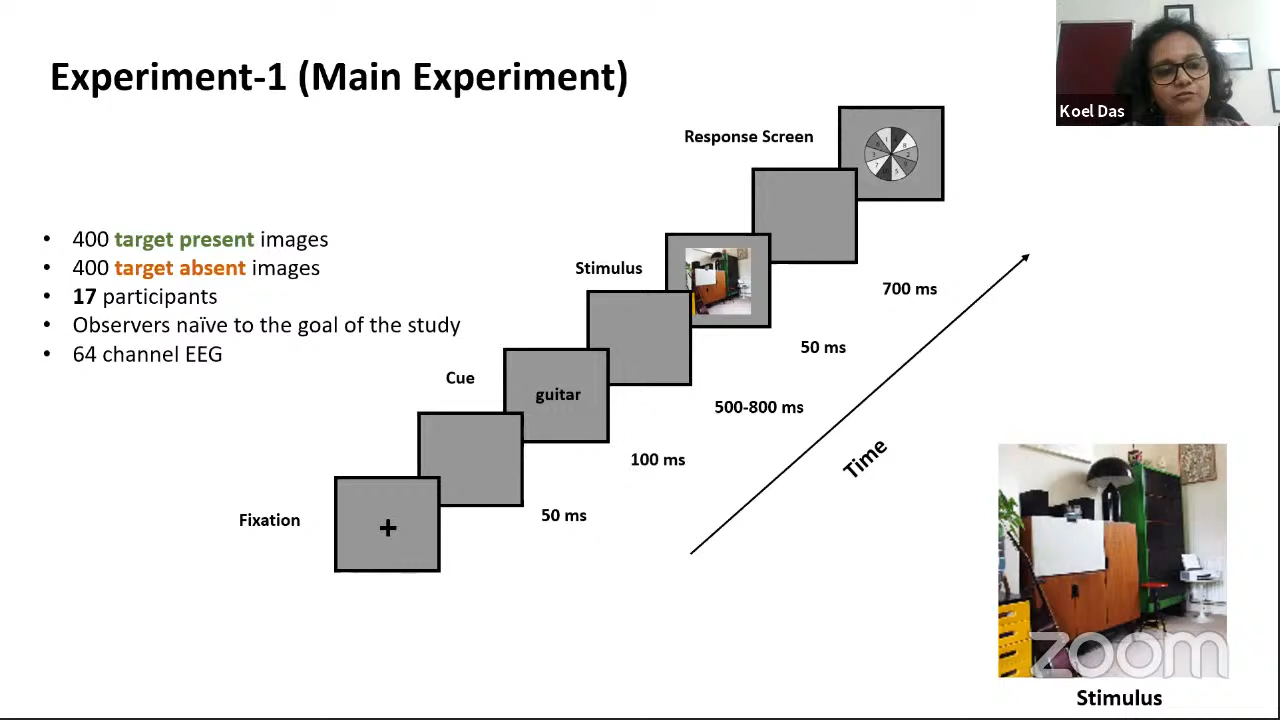 Experiment-1 (Main Experiment)
Koel Das
Response Screen
• 400 target present images
• 400 target absent images
• 17 participants
• Observers naïve to the goal of the study
• 64 channel EEG
Stimulus
700 ms
50 ms
Cue
guitar
500-800 ms
100 ms
Time
Fixation
+
50 ms
zoom
Stimulus